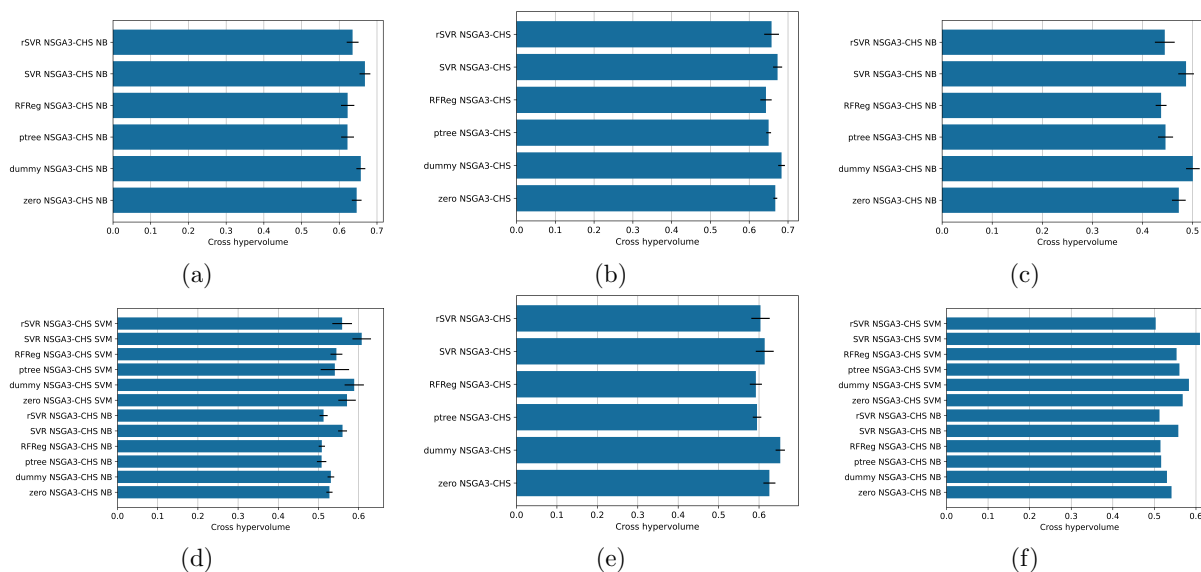 rSVR NSGA3-CHS NB
SVR NSGA3-CHS NB
RFReg NSGA3-CHS NB
ptree NSGA3-CHS NB
dummy NSGA3-CHS NB
zero NSGA3-CHS NB
0.0 0.1 0.2 0.3 0.4 0.5 0.6 0.7
Cross hypervolume
(a)
rSVR NSGA3-CHS
SVR NSGA3-CHS
RFReg NSGA3-CHS
ptree NSGA3-CHS
dummy NSGA3-CHS
zero NSGA3-CHS
0.0 0.1 0.2 0.3 0.4 0.5 0.6 0.7
Cross hypervolume
(b)
rSVR NSGA3-CHS NB
SVR NSGA3-CHS NB
RFReg NSGA3-CHS NB
ptree NSGA3-CHS NB
dummy NSGA3-CHS NB
zero NSGA3-CHS NB
0.0 0.1 0.2 0.3 0.4 0.5
Cross hypervolume
(c)
rSVR NSGA3-CHS SVM
SVR NSGA3-CHS SVM
RFReg NSGA3-CHS SVM
ptree NSGA3-CHS SVM
dummy NSGA3-CHS SVM
zero NSGA3-CHS SVM
rSVR NSGA3-CHS NB
SVR NSGA3-CHS NB
RFReg NSGA3-CHS NB
ptree NSGA3-CHS NB
dummy NSGA3-CHS NB
zero NSGA3-CHS NB
0.0 0.1 0.2 0.3 0.4 0.5 0.6
Cross hypervolume
(d)
rSVR NSGA3-CHS
SVR NSGA3-CHS
RFReg NSGA3-CHS
ptree NSGA3-CHS
dummy NSGA3-CHS
zero NSGA3-CHS
0.0 0.1 0.2 0.3 0.4 0.5 0.6
Cross hypervolume
(e)
rSVR NSGA3-CHS SVM
SVR NSGA3-CHS SVM
RFReg NSGA3-CHS SVM
ptree NSGA3-CHS SVM
dummy NSGA3-CHS SVM
zero NSGA3-CHS SVM
rSVR NSGA3-CHS NB
SVR NSGA3-CHS NB
RFReg NSGA3-CHS NB
ptree NSGA3-CHS NB
dummy NSGA3-CHS NB
zero NSGA3-CHS NB
0.0 0.1 0.2 0.3 0.4 0.5 0.6
Cross hypervolume
(f)